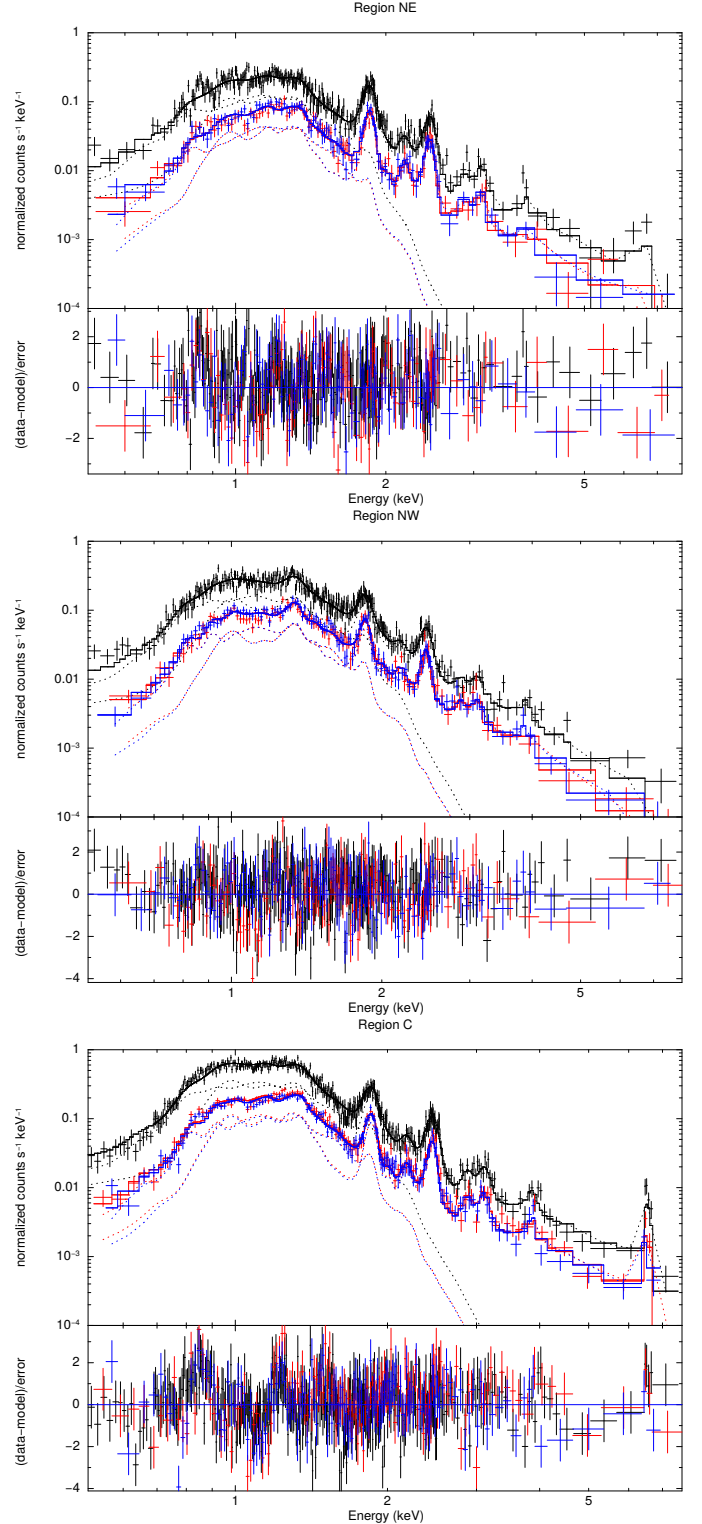 Region NE
1
0.1
0.01
10⁻³
10⁻⁴
normalized counts s⁻¹ keV⁻¹
2
0
−2
(data−model)/error
1 2 5
Energy (keV)
Region NW
1
0.1
0.01
10⁻³
10⁻⁴
normalized counts s⁻¹ keV⁻¹
2
0
−2
−4
(data−model)/error
1 2 5
Energy (keV)
Region C
1
0.1
0.01
10⁻³
10⁻⁴
normalized counts s⁻¹ keV⁻¹
2
0
−2
−4
(data−model)/error
1 2 5
Energy (keV)